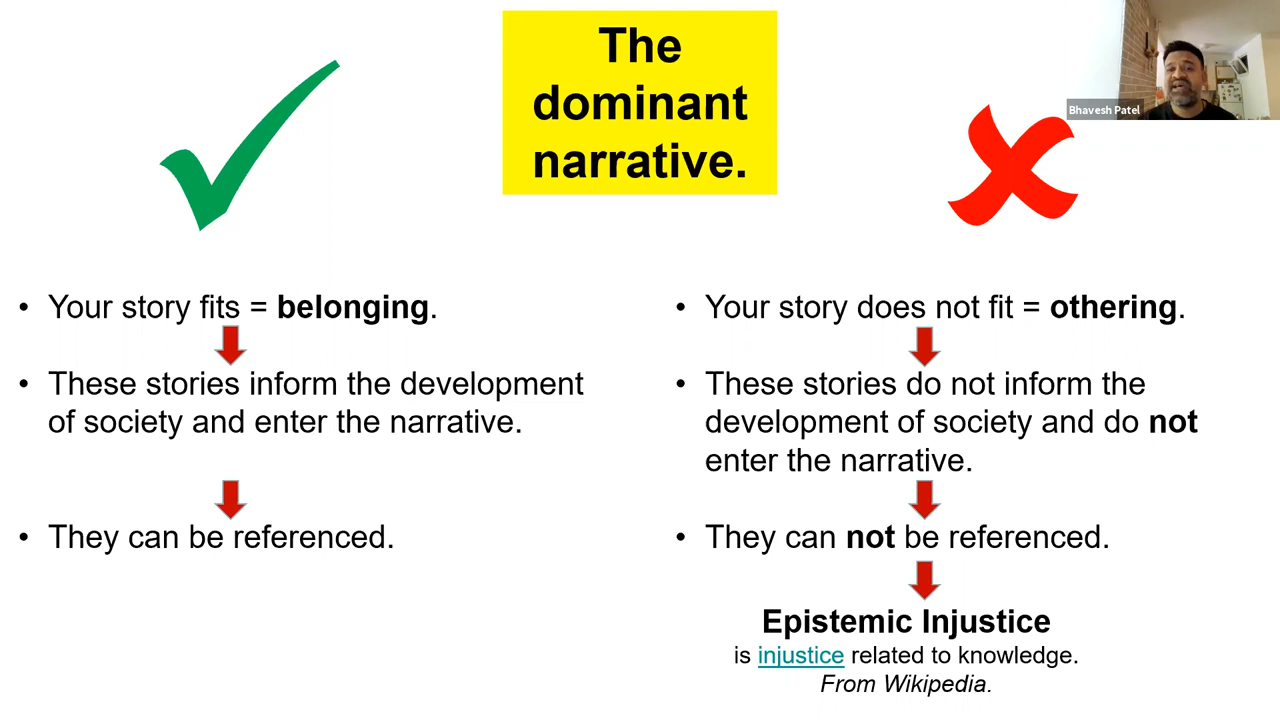 The
dominant
narrative.
Bhavesh Patel
• Your story fits = belonging.
• These stories inform the development
of society and enter the narrative.
• They can be referenced.
• Your story does not fit = othering.
• These stories do not inform the
development of society and do not
enter the narrative.
• They can not be referenced.
Epistemic Injustice
is injustice related to knowledge.
From Wikipedia.